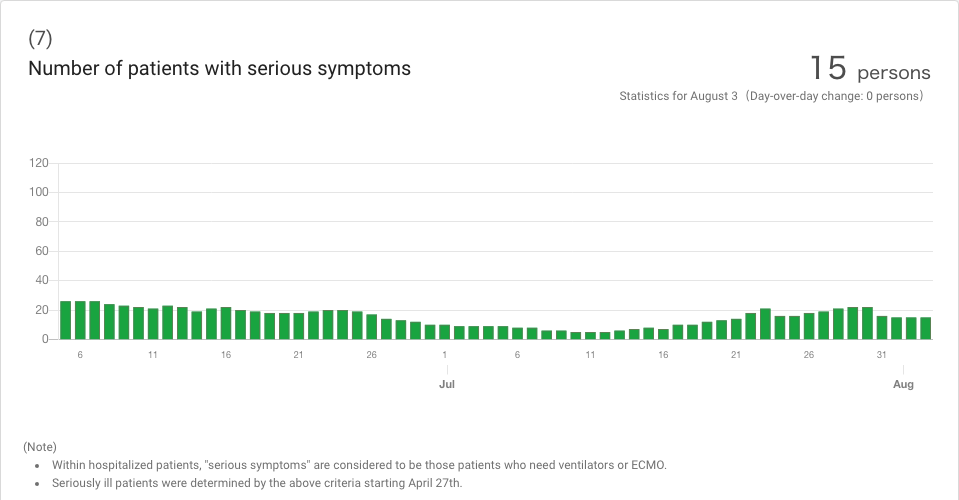 (7)
Number of patients with serious symptoms
15 persons
Statistics for August 3 （Day-over-day change: 0 persons）
120
100
80
60
40
20
0
6 11 16 21 26 1 6 11 16 21 26 31
Jul Aug
(Note)
• Within hospitalized patients, "serious symptoms" are considered to be those patients who need ventilators or ECMO.
• Seriously ill patients were determined by the above criteria starting April 27th.